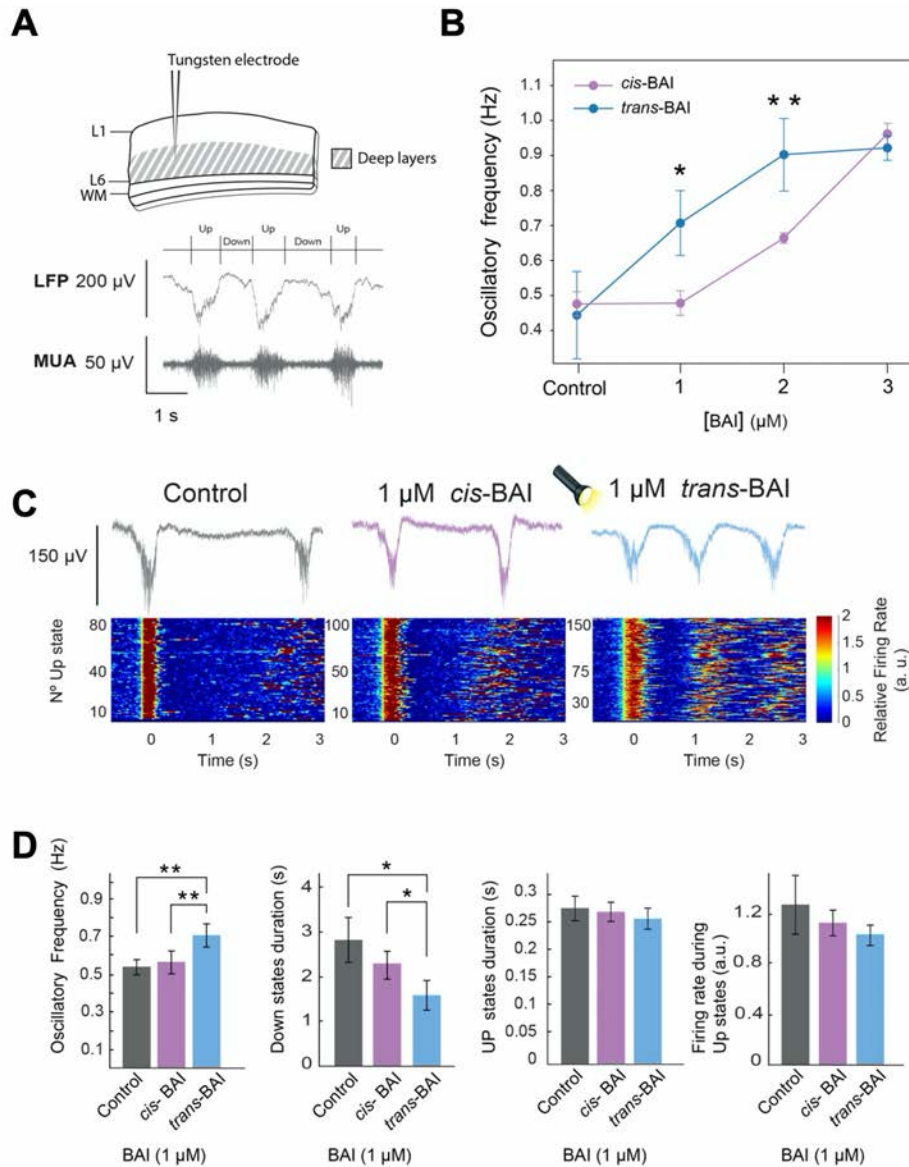 A
Tungsten electrode
L1
L6
WM
Deep layers
Up Up Up
Down Down
LFP 200 µV
MUA 50 µV
1 s
B
Oscillatory frequency (Hz)
1.1
1.0
0.9
0.8
0.7
0.6
0.5
0.4
cis-BAI
trans-BAI
*
* *
Control 1 2 3
[BAI] (µM)
C
Control
1 µM cis-BAI
1 µM trans-BAI
150 µV
Nº Up state
80
40
10
100
50
10
150
75
30
0 1 2 3
Time (s)
0 1 2 3
Time (s)
0 1 2 3
Time (s)
2
1.5
1
0.5
0
Relative Firing Rate
(a. u.)
D
Oscillatory Frequency (Hz)
0.9
0.7
0.5
0.3
0.1
**
**
Control cis- BAI trans-BAI
BAI (1 µM)
Down states duration (s)
4
3
2
1
0
*
*
Control cis- BAI trans-BAI
BAI (1 µM)
UP states duration (s)
0.35
0.25
0.15
0.05
0
Control cis- BAI trans-BAI
BAI (1 µM)
Firing rate during
Up states (a.u.)
1.2
0.8
0.4
0
Control cis- BAI trans-BAI
BAI (1 µM)